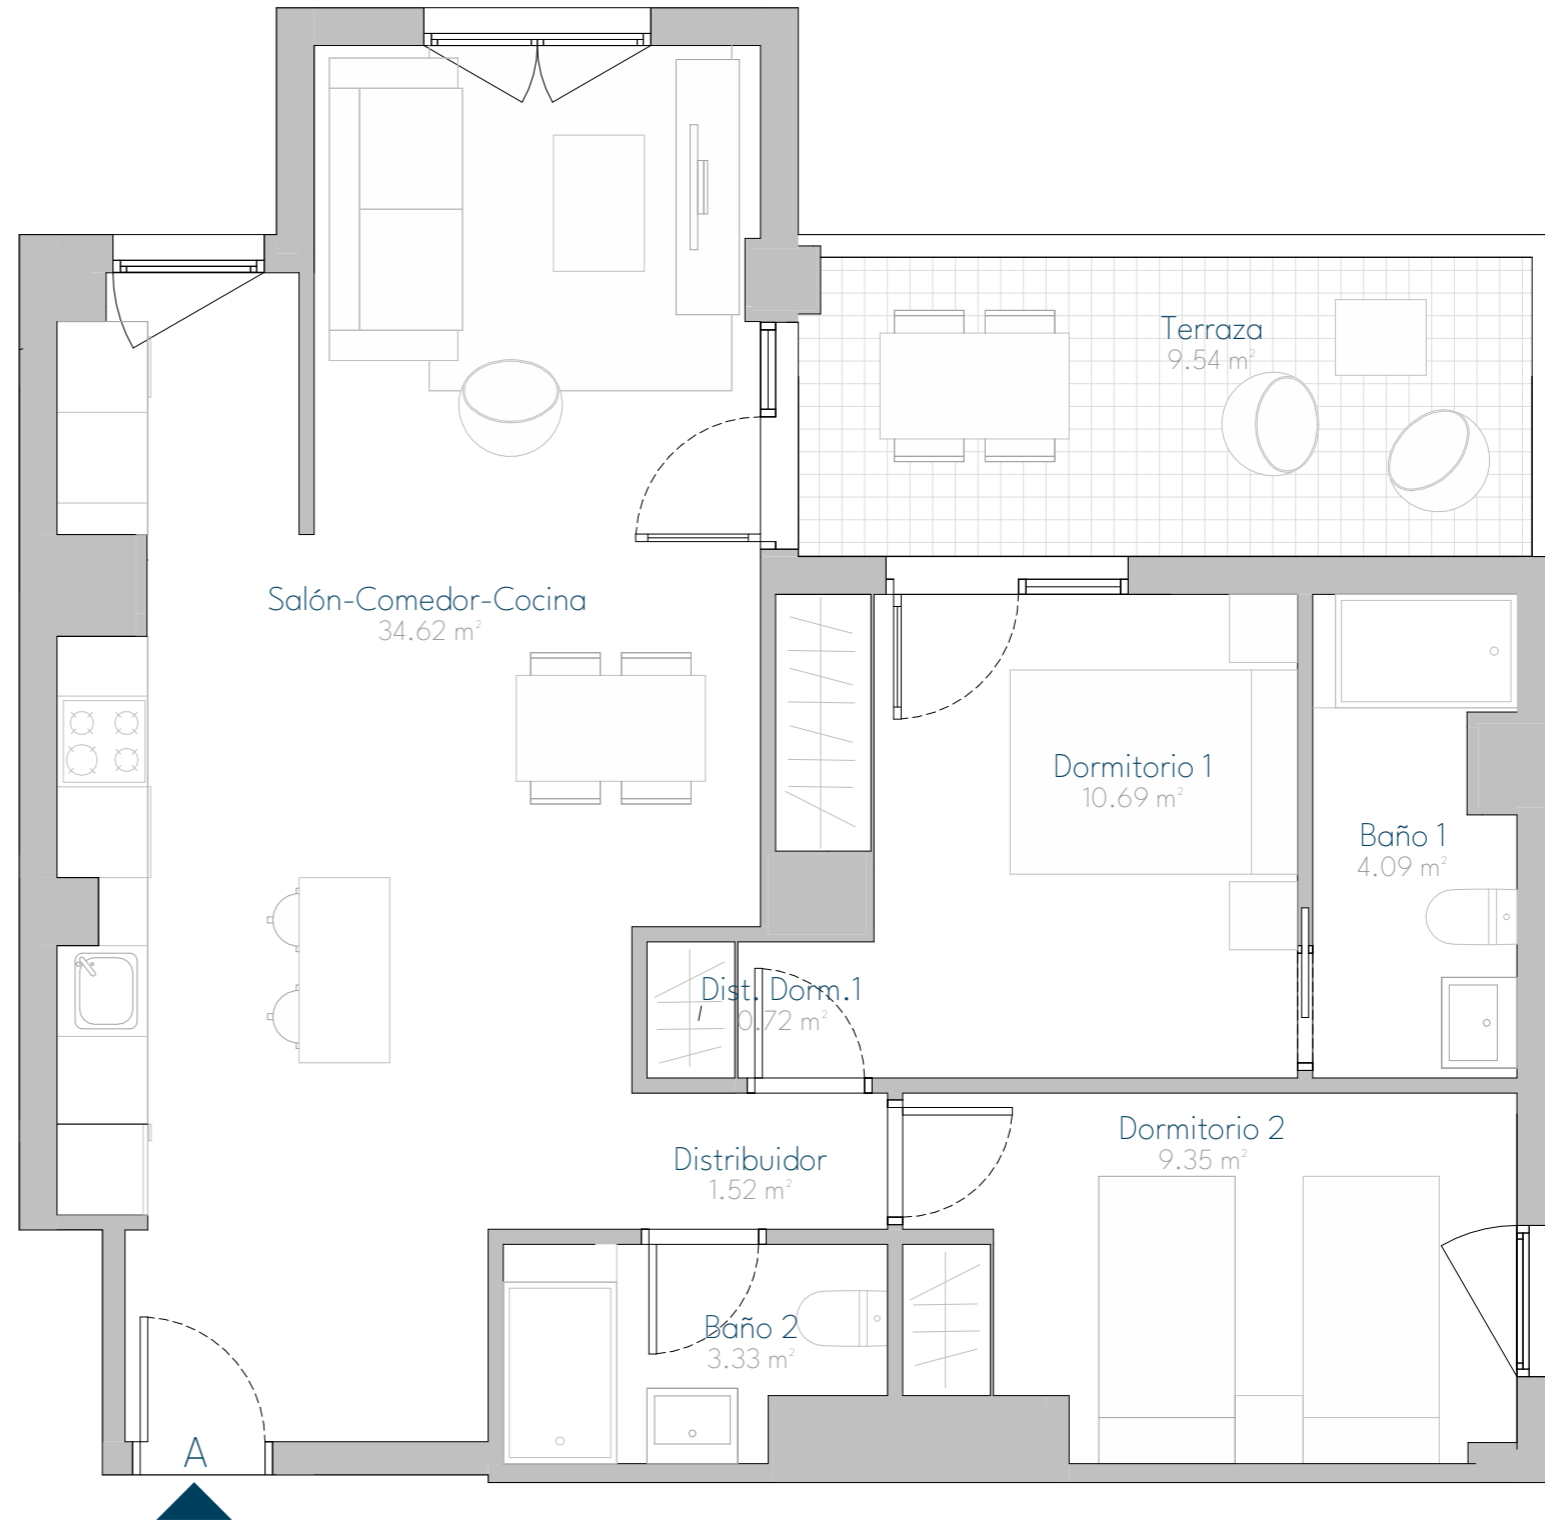 Terraza
9.54 m²
Salón-Comedor-Cocina
34.62 m²
Dormitorio 1
10.69 m²
Baño 1
4.09 m²
Dist. Dorm.1
0.72 m²
Dormitorio 2
9.35 m²
Distribuidor
1.52 m²
Baño 2
3.33 m²
A